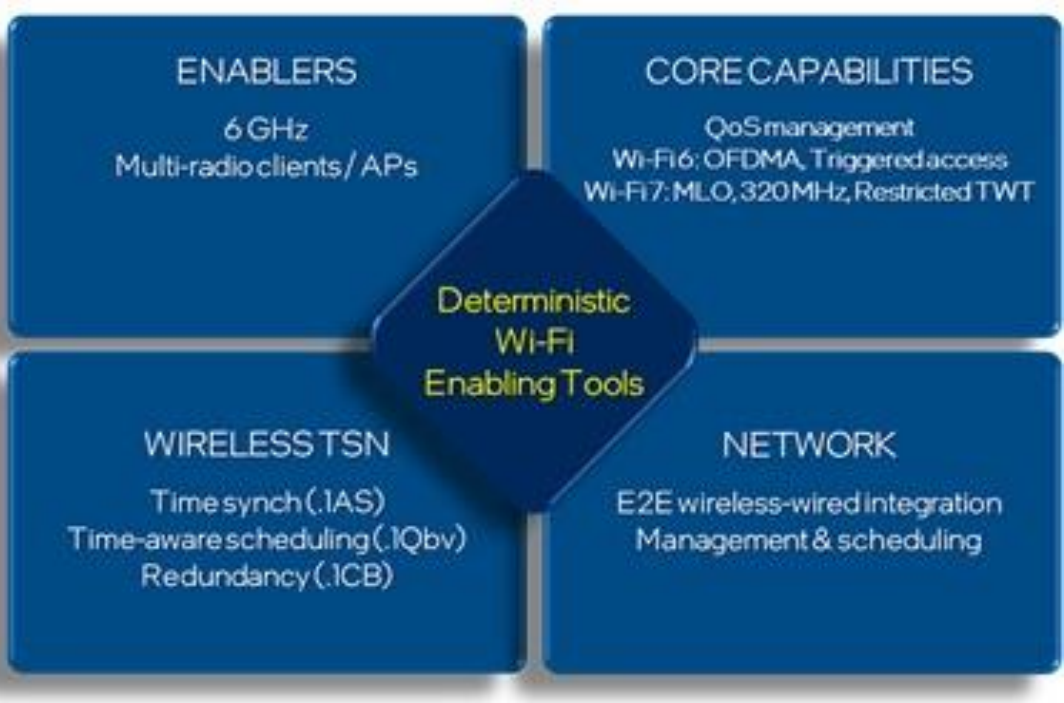 ENABLERS
6 GHz
Multi-radio clients / APs
CORE CAPABILITIES
QoS management
Wi-Fi 6: OFDMA, Triggered access
Wi-Fi 7: MLO, 320 MHz, Restricted TWT
Deterministic
Wi-Fi
Enabling Tools
WIRELESS TSN
Time synch (.1AS)
Time-aware scheduling (.1Qbv)
Redundancy (.1CB)
NETWORK
E2E wireless-wired integration
Management & scheduling